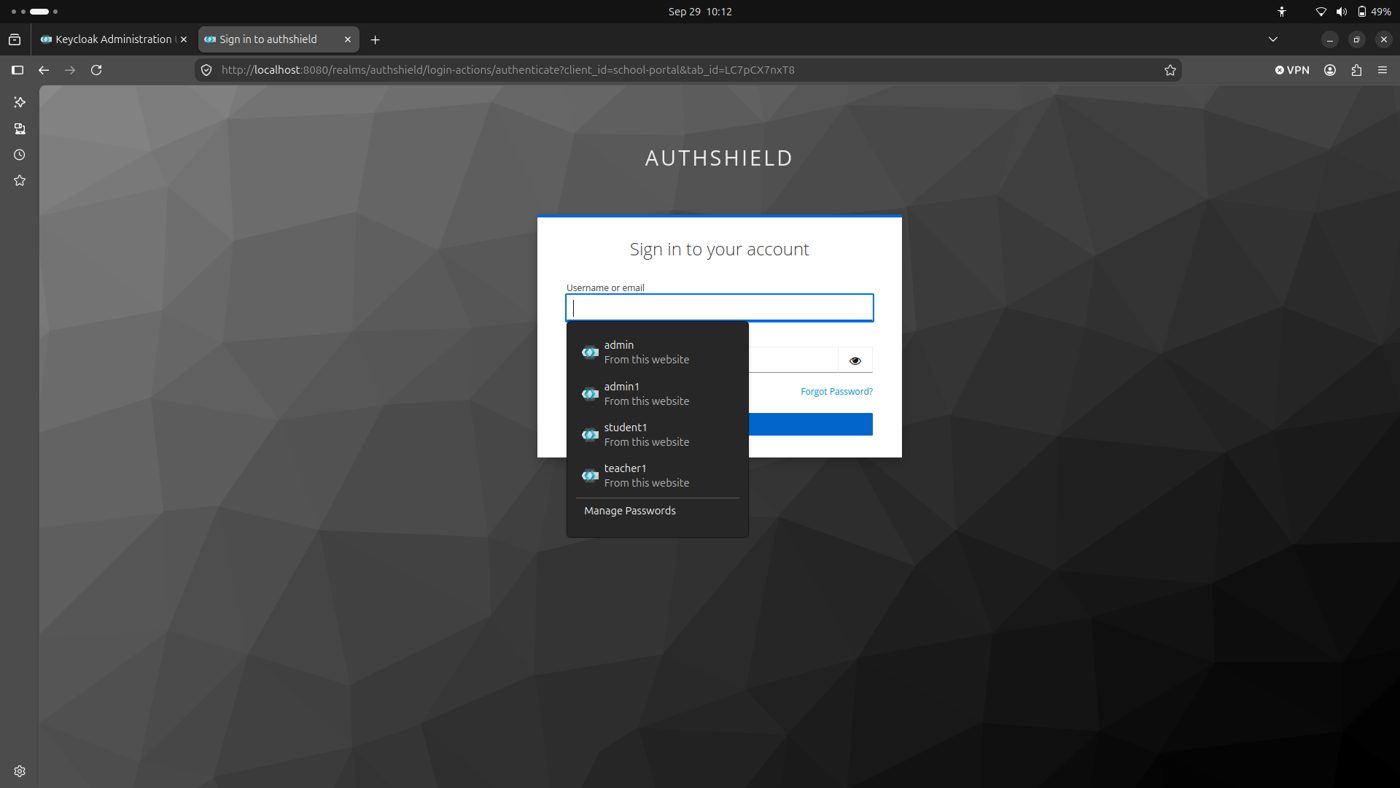 Sep 29 10:12
49%
Keycloak Administration
Sign in to authshield
http://localhost:8080/realms/authshield/login-actions/authenticate?client_id=school-portal&tab_id=LC7pCX7nxT8
VPN
AUTHSHIELD
Sign in to your account
Username or email
admin
From this website
admin1
From this website
Forgot Password?
student1
From this website
teacher1
From this website
Manage Passwords